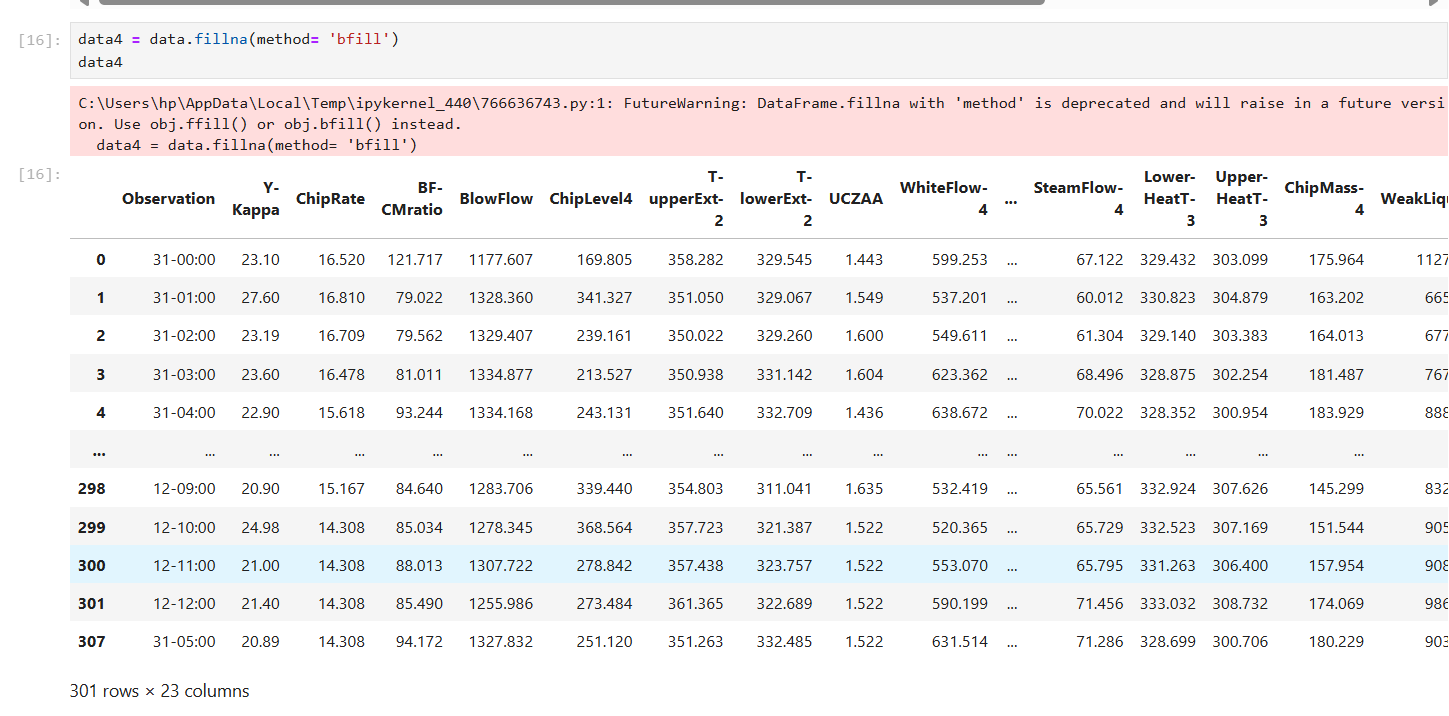 [16]: data4 = data.fillna(method= 'bfill')
data4
C:\Users\hp\AppData\Local\Temp\ipykernel_440\766636743.py:1: FutureWarning: DataFrame.fillna with 'method' is deprecated and will raise in a future versi
on. Use obj.ffill() or obj.bfill() instead.
data4 = data.fillna(method= 'bfill')
[16]:
Observation Y-Kappa ChipRate BF-CMratio BlowFlow ChipLevel4 T-upperExt-2 T-lowerExt-2 UCZAA WhiteFlow-4 ... SteamFlow-4 Lower-HeatT-3 Upper-HeatT-3 ChipMass-4 WeakLiqu
0 31-00:00 23.10 16.520 121.717 1177.607 169.805 358.282 329.545 1.443 599.253 ... 67.122 329.432 303.099 175.964 1127
1 31-01:00 27.60 16.810 79.022 1328.360 341.327 351.050 329.067 1.549 537.201 ... 60.012 330.823 304.879 163.202 665
2 31-02:00 23.19 16.709 79.562 1329.407 239.161 350.022 329.260 1.600 549.611 ... 61.304 329.140 303.383 164.013 677
3 31-03:00 23.60 16.478 81.011 1334.877 213.527 350.938 331.142 1.604 623.362 ... 68.496 328.875 302.254 181.487 767
4 31-04:00 22.90 15.618 93.244 1334.168 243.131 351.640 332.709 1.436 638.672 ... 70.022 328.352 300.954 183.929 888
... ... ... ... ... ... ... ... ... ... ... ... ... ... ... ...
298 12-09:00 20.90 15.167 84.640 1283.706 339.440 354.803 311.041 1.635 532.419 ... 65.561 332.924 307.626 145.299 832
299 12-10:00 24.98 14.308 85.034 1278.345 368.564 357.723 321.387 1.522 520.365 ... 65.729 332.523 307.169 151.544 905
300 12-11:00 21.00 14.308 88.013 1307.722 278.842 357.438 323.757 1.522 553.070 ... 65.795 331.263 306.400 157.954 908
301 12-12:00 21.40 14.308 85.490 1255.986 273.484 361.365 322.689 1.522 590.199 ... 71.456 333.032 308.732 174.069 986
307 31-05:00 20.89 14.308 94.172 1327.832 251.120 351.263 332.485 1.522 631.514 ... 71.286 328.699 300.706 180.229 903
301 rows × 23 columns